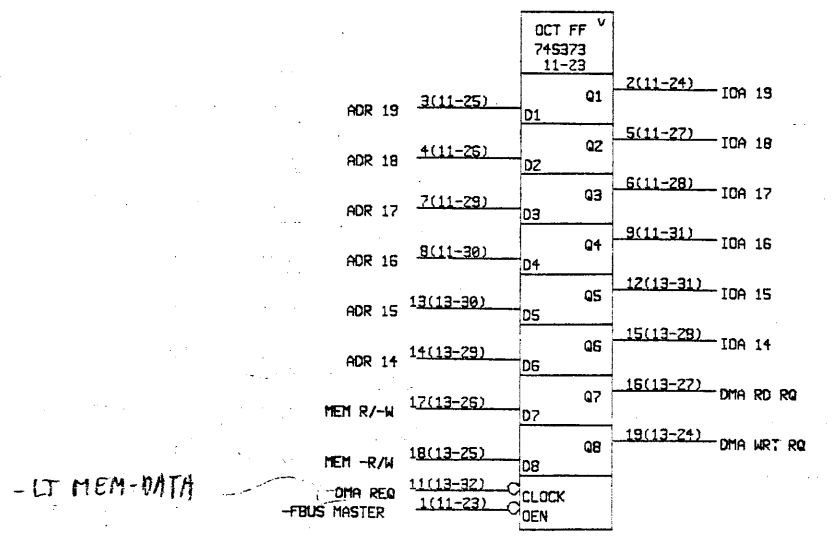 OCT FF V
74S373
11-23
ADR 19 3(11-25) D1 Q1 2(11-24) IOA 19
ADR 18 4(11-26) D2 Q2 5(11-27) IOA 18
ADR 17 7(11-29) D3 Q3 6(11-28) IOA 17
ADR 16 8(11-30) D4 Q4 9(11-31) IOA 16
ADR 15 13(13-30) D5 Q5 12(13-31) IOA 15
ADR 14 14(13-29) D6 Q6 15(13-28) IOA 14
MEM R/-W 17(13-26) D7 Q7 16(13-27) DMA RD RQ
MEM -R/W 18(13-25) D8 Q8 19(13-24) DMA WRT RQ
-LT MEM-DATA
DMA REQ 11(13-32) CLOCK
-FBUS MASTER 1(11-23) OEN